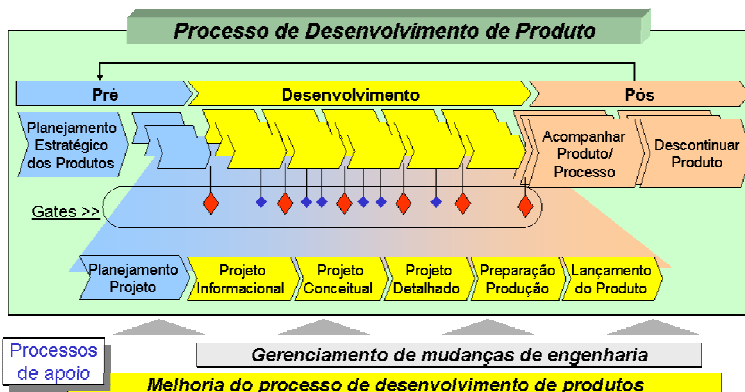 Processo de Desenvolvimento de Produto
Pré
Desenvolvimento
Pós
Planejamento
Estratégico
dos Produtos
Acompanhar
Produto/
Processo
Descontinuar
Produto
Gates >>
Planejamento
Projeto
Projeto
Informacional
Projeto
Conceitual
Projeto
Detalhado
Preparação
Produção
Lançamento
do Produto
Processos
de apoio
Gerenciamento de mudanças de engenharia
Melhoria do processo de desenvolvimento de produtos